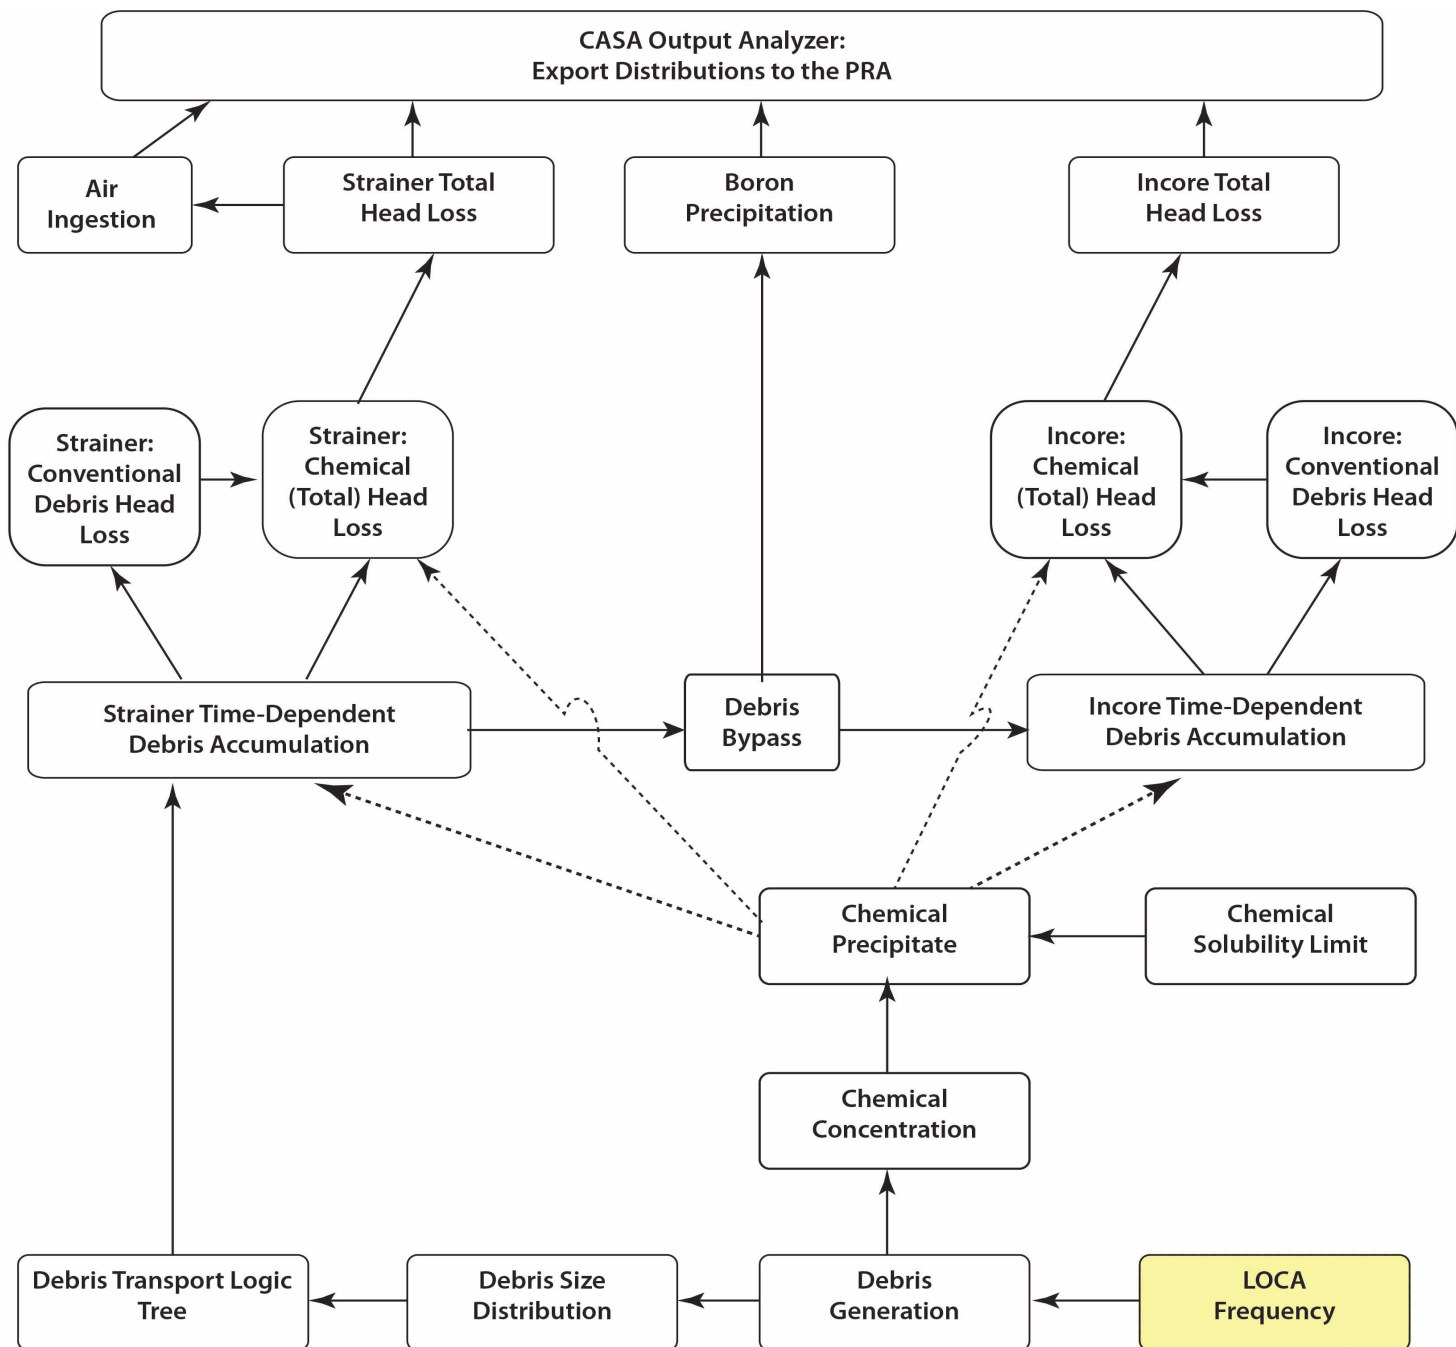 CASA Output Analyzer:
Export Distributions to the PRA
Air
Ingestion
Strainer Total
Head Loss
Boron
Precipitation
Incore Total
Head Loss
Strainer:
Conventional
Debris Head
Loss
Strainer:
Chemical
(Total) Head
Loss
Incore:
Chemical
(Total) Head
Loss
Incore:
Conventional
Debris Head
Loss
Strainer Time-Dependent
Debris Accumulation
Debris
Bypass
Incore Time-Dependent
Debris Accumulation
Chemical
Precipitate
Chemical
Solubility Limit
Chemical
Concentration
Debris Transport Logic
Tree
Debris Size
Distribution
Debris
Generation
LOCA
Frequency